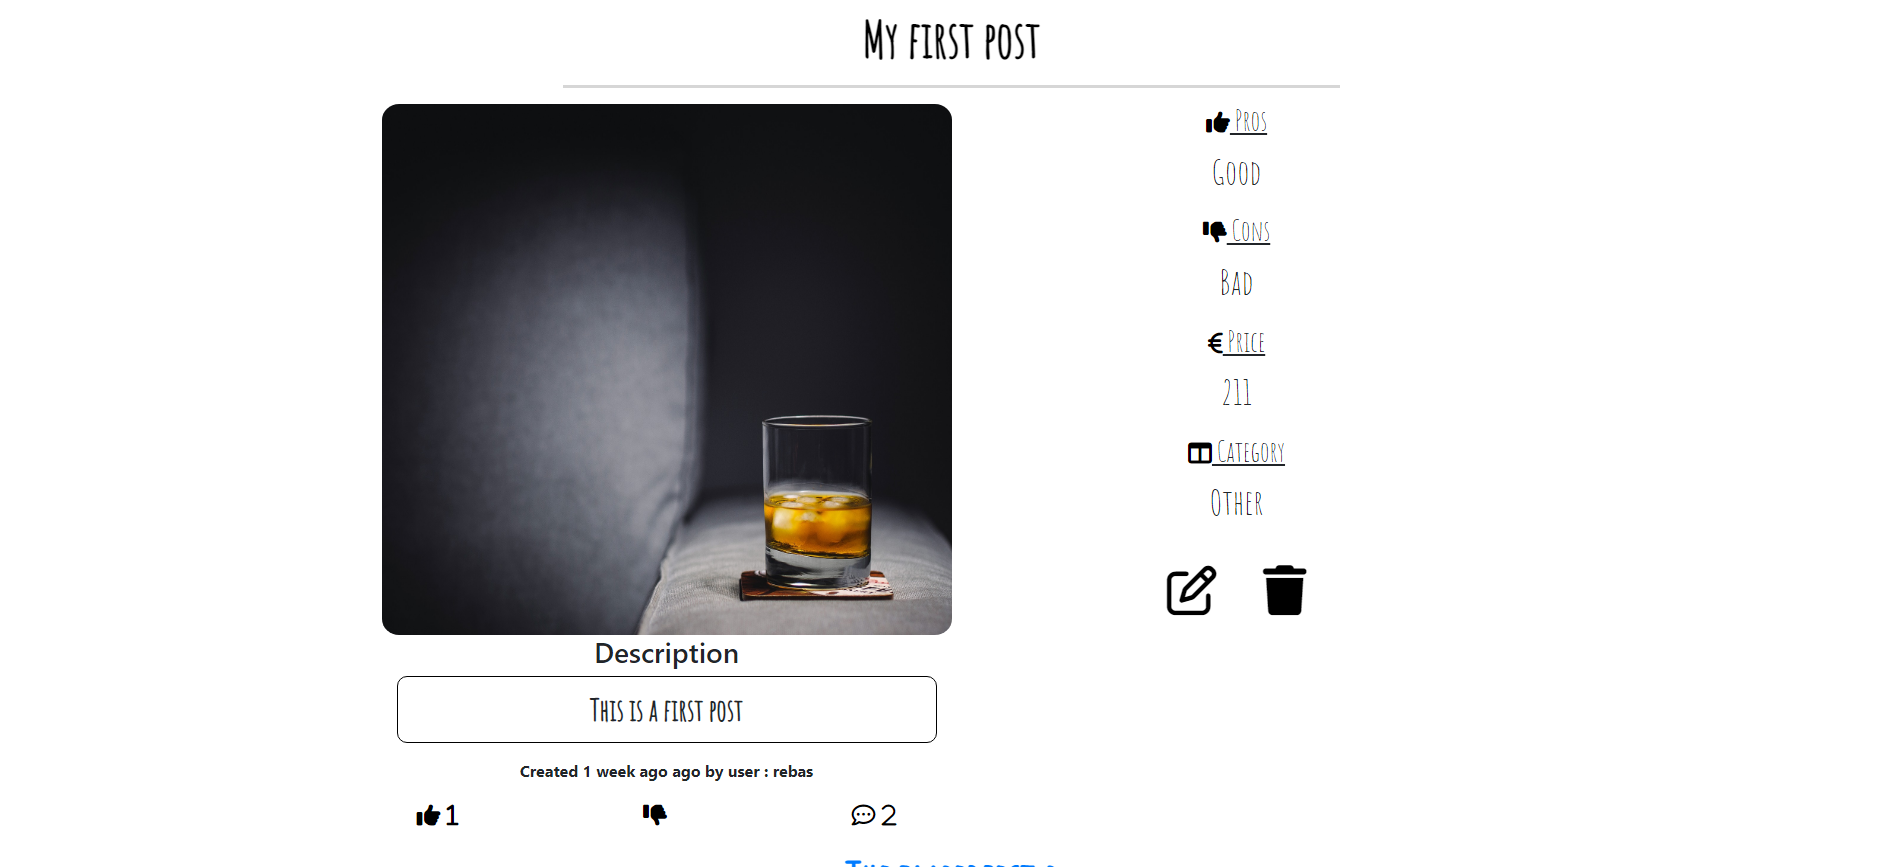 My first post
Pros
Good
Cons
Bad
€ Price
211
Category
Other
Description
This is a first post
Created 1 week ago ago by user : rebas
1
2